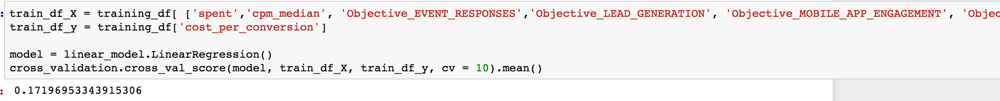 train_df_X = training_df[ ['spent','cpm_median', 'Objective_EVENT_RESPONSES','Objective_LEAD_GENERATION', 'Objective_MOBILE_APP_ENGAGEMENT', 'Objec
train_df_y = training_df['cost_per_conversion']
model = linear_model.LinearRegression()
cross_validation.cross_val_score(model, train_df_X, train_df_y, cv = 10).mean()
: 0.17196953343915306